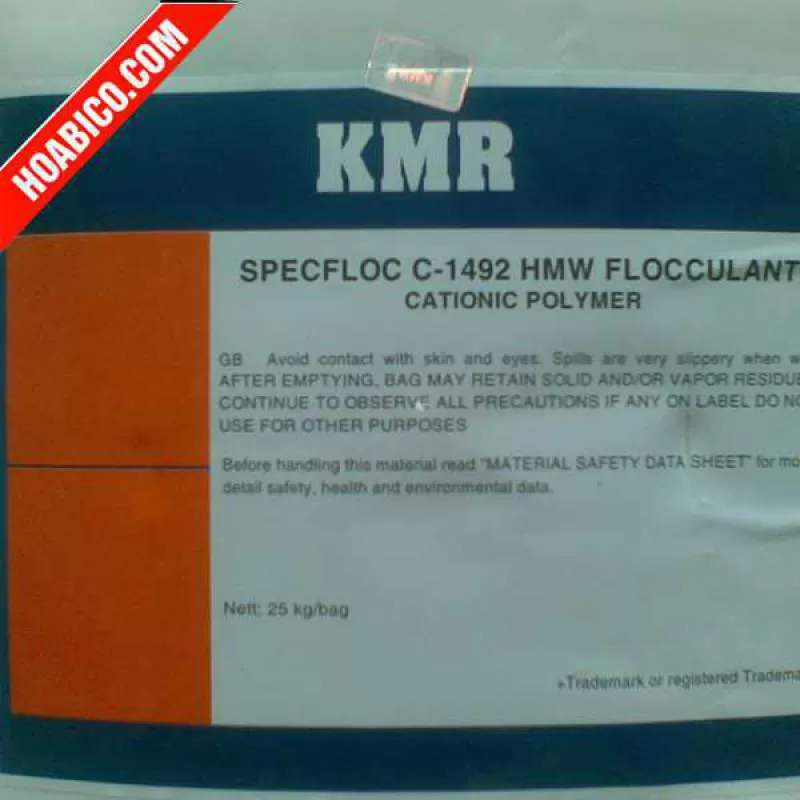 HOABICO.COM
KMR
SPECFLOC C-1492 HMW FLOCCULANT
CATIONIC POLYMER
GB Avoid contact with skin and eyes. Spills are very slippery when w
AFTER EMPTYING, BAG MAY RETAIN SOLID AND/OR VAPOR RESIDUE
CONTINUE TO OBSERVE ALL PRECAUTIONS IF ANY ON LABEL DO NO
USE FOR OTHER PURPOSES
Before handling this material read "MATERIAL SAFETY DATA SHEET" for mo
detail safety, health and environmental data.
Nett: 25 kg/bag
+Trademark or registered Tradema